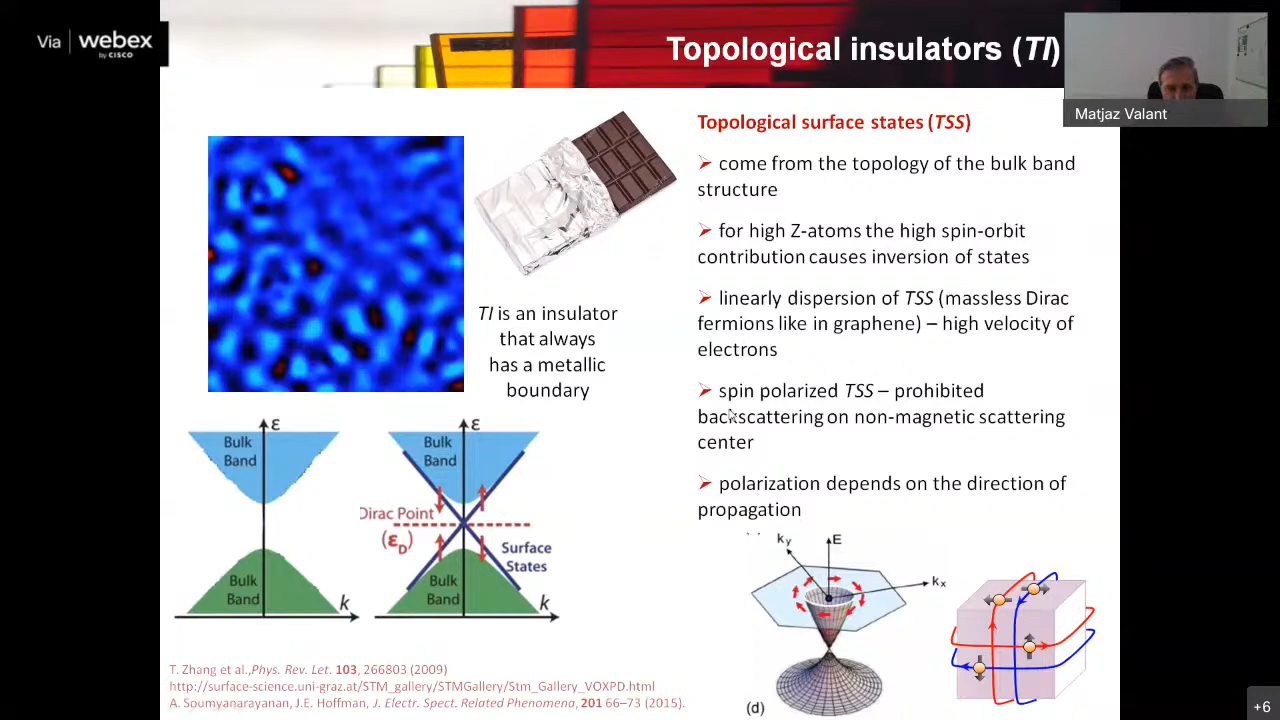 Via webex
by CISCO
Topological insulators (TI)
Matjaz Valant
Topological surface states (TSS)
➢ come from the topology of the bulk band
structure
➢ for high Z-atoms the high spin-orbit
contribution causes inversion of states
➢ linearly dispersion of TSS (massless Dirac
fermions like in graphene) – high velocity of
electrons
➢ spin polarized TSS – prohibited
backscattering on non-magnetic scattering
center
➢ polarization depends on the direction of
propagation
TI is an insulator
that always
has a metallic
boundary
ε
Bulk
Band
Bulk
Band
k
ε
Bulk
Band
Dirac Point
(εD)
Surface
States
Bulk
Band
k
ky
E
kx
(d)
T. Zhang et al.,Phys. Rev. Let. 103, 266803 (2009)
http://surface-science.uni-graz.at/STM_gallery/STMGallery/Stm_Gallery_VOXPD.html
A. Soumyanarayanan, J.E. Hoffman, J. Electr. Spect. Related Phenomena, 201 66–73 (2015).
+6